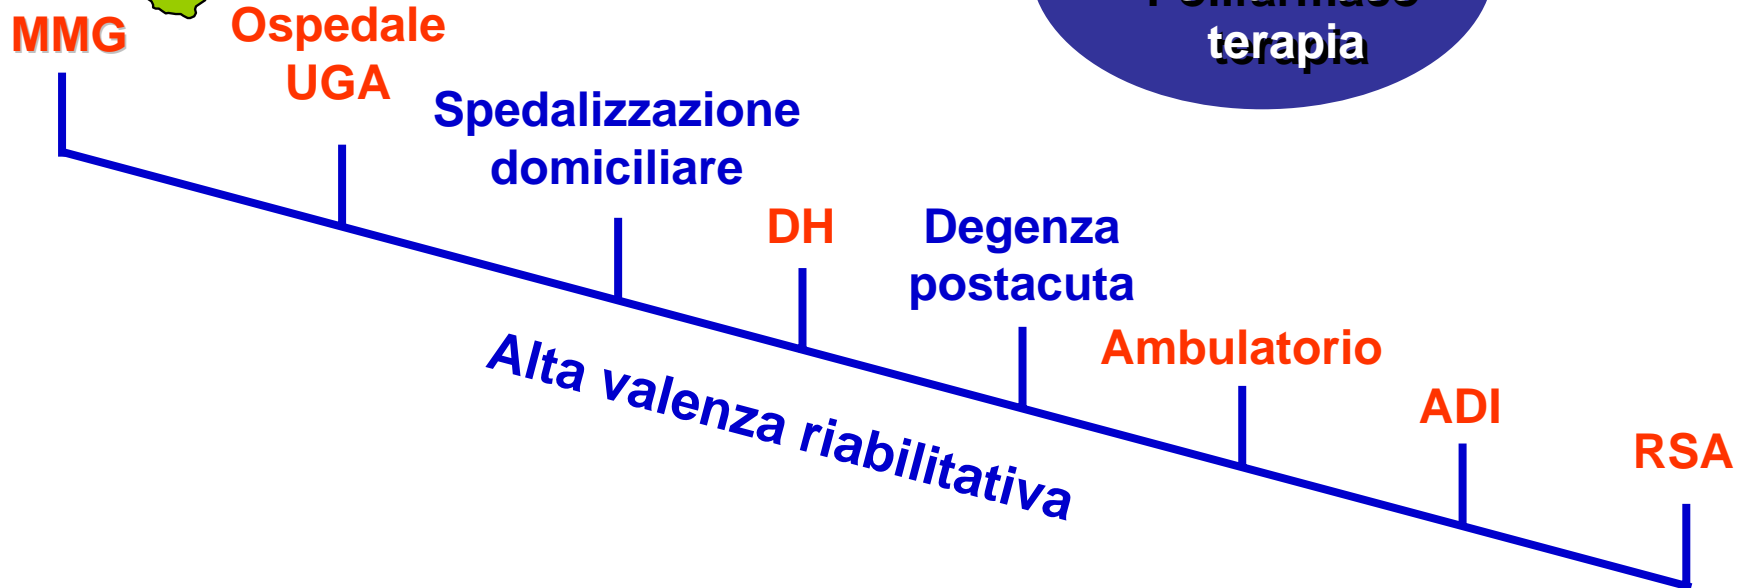 MMG
Ospedale
UGA
terapia
Spedalizzazione
domiciliare
DH
Degenza
postacuta
Ambulatorio
ADI
RSA
Alta valenza riabilitativa